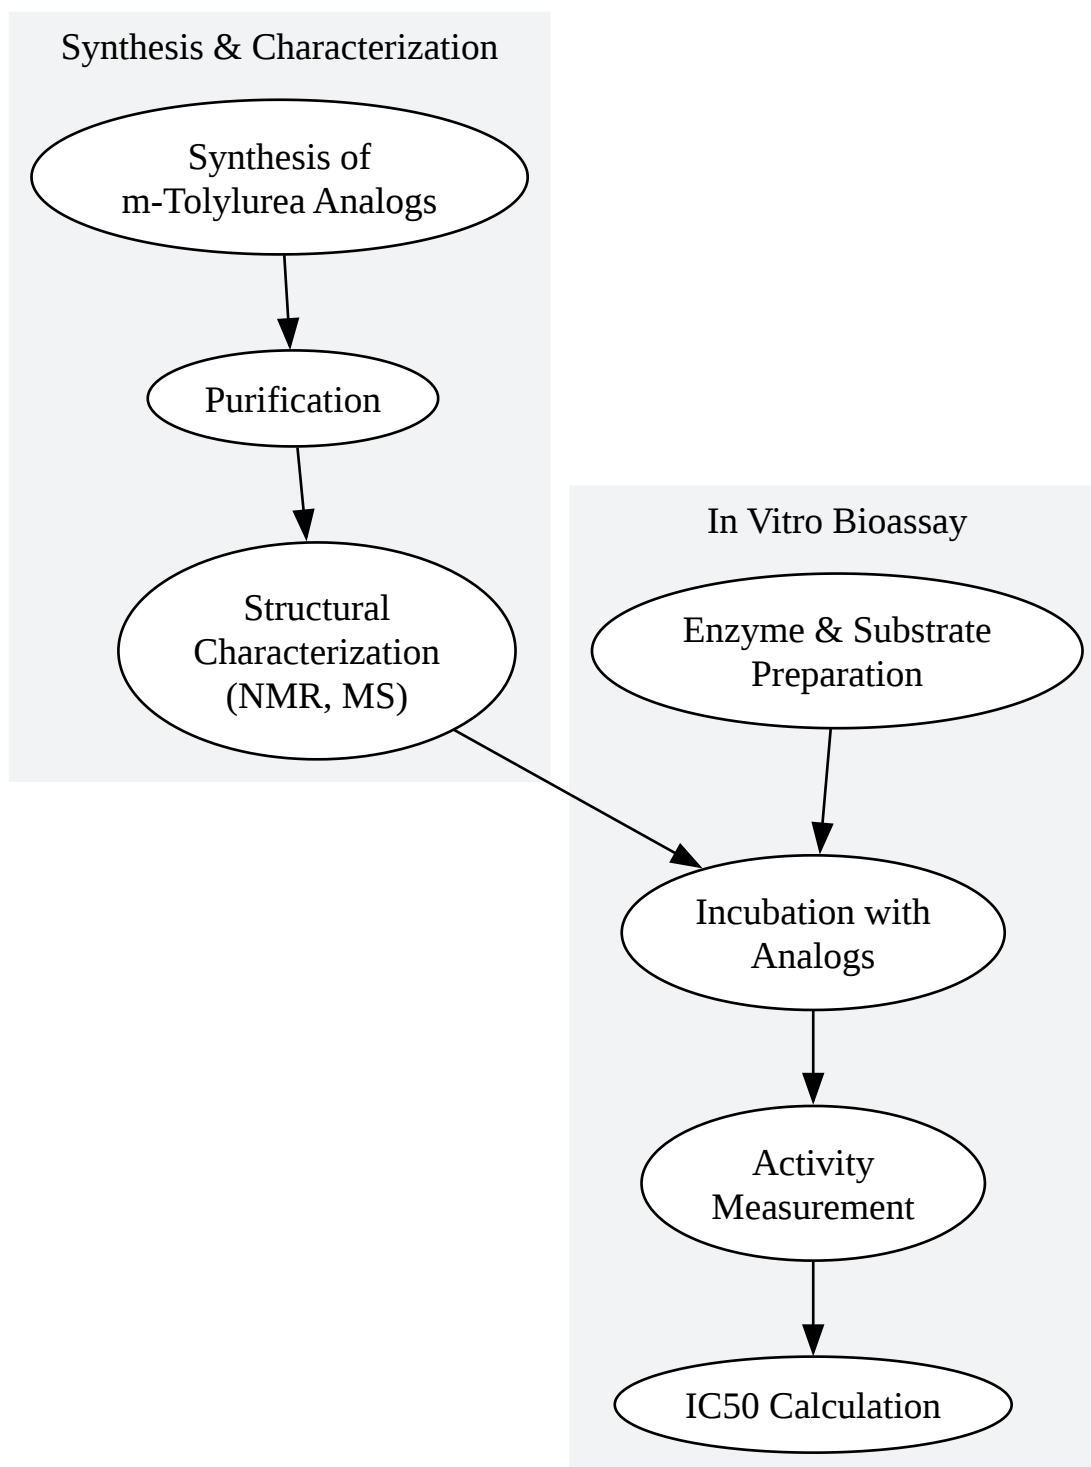 Synthesis & Characterization
Synthesis of
m-Tolylurea Analogs
Purification
Structural
Characterization
(NMR, MS)
In Vitro Bioassay
Enzyme & Substrate
Preparation
Incubation with
Analogs
Activity
Measurement
IC50 Calculation